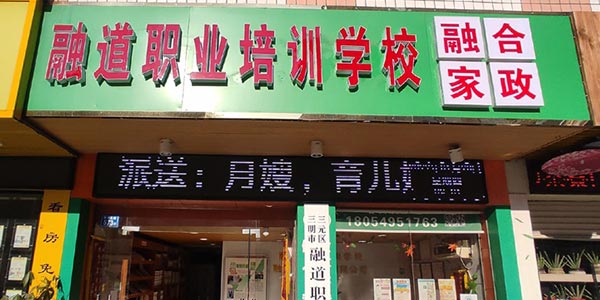 融道职业培训学校
融合
家政
派送：月嫂，育儿
看房免
三明市
三元区
融道职
18054951763